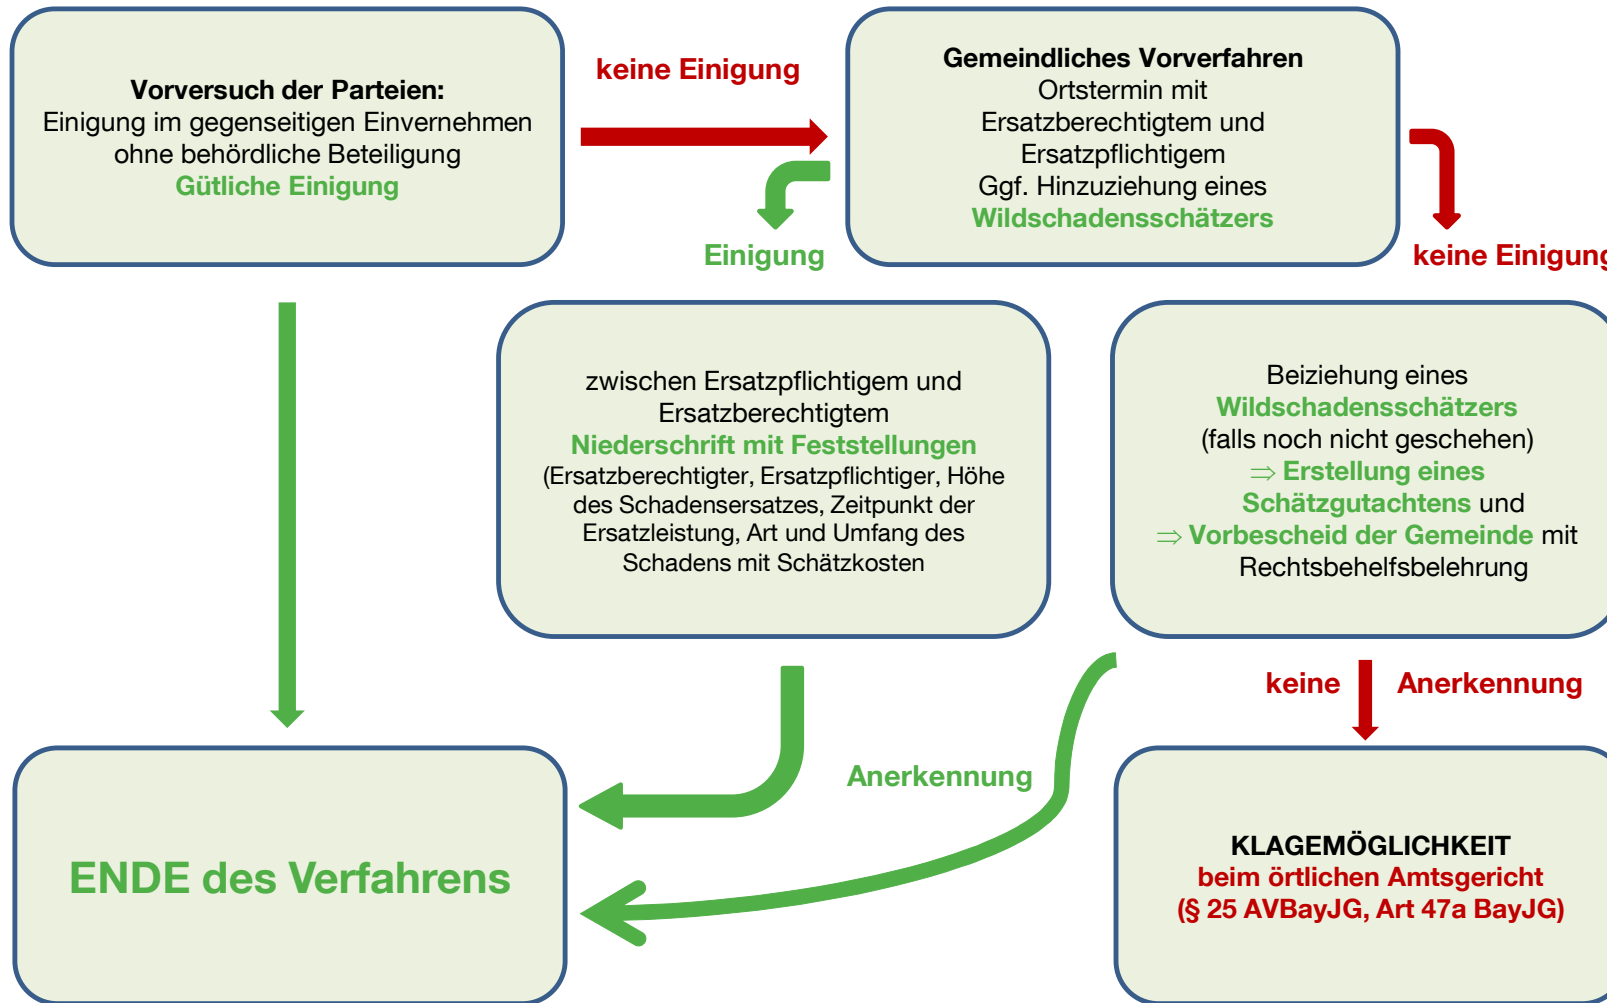 Vorversuch der Parteien:
Einigung im gegenseitigen Einvernehmen
ohne behördliche Beteiligung
Gütliche Einigung
keine Einigung
Gemeindliches Vorverfahren
Ortstermin mit
Ersatzberechtigtem und
Ersatzpflichtigem
Ggf. Hinzuziehung eines
Wildschadensschätzers
Einigung
keine Einigung
zwischen Ersatzpflichtigem und
Ersatzberechtigtem
Niederschrift mit Feststellungen
(Ersatzberechtigter, Ersatzpflichtiger, Höhe
des Schadensersatzes, Zeitpunkt der
Ersatzleistung, Art und Umfang des
Schadens mit Schätzkosten
Beiziehung eines
Wildschadensschätzers
(falls noch nicht geschehen)
⇒ Erstellung eines
Schätzgutachtens und
⇒ Vorbescheid der Gemeinde mit
Rechtsbehelfsbelehrung
keine Anerkennung
Anerkennung
ENDE des Verfahrens
KLAGEMÖGLICHKEIT
beim örtlichen Amtsgericht
(§ 25 AVBayJG, Art 47a BayJG)